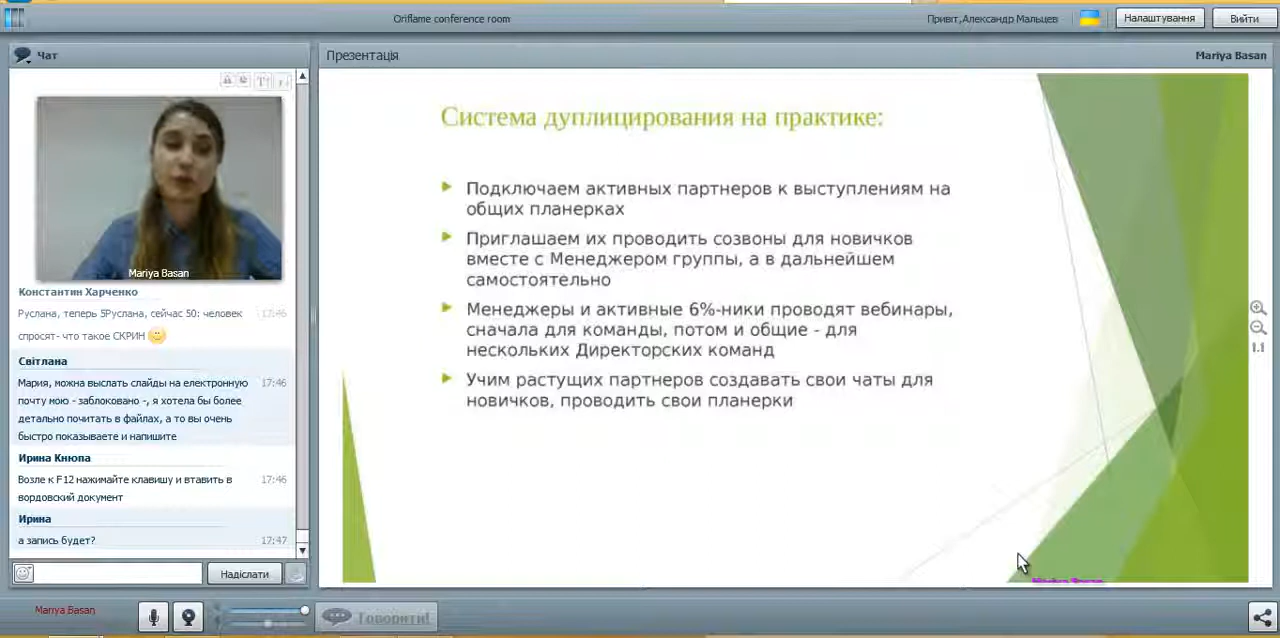 Oriflame conference room
Привіт,Александр Мальцев
Налаштування
Вийти
Чат
Mariya Basan
Константин Харченко
Руслана, теперь 5Руслана, сейчас 50: человек
17:46
спросят- что такое СКРИН
Світлана
Мария, можна выслать слайды на електронную
17:46
почту мою - заблоковано -, я хотела бы более
детально почитать в файлах, а то вы очень
быстро показываете и напишите
Ирина Кнюпа
Возле к F12 нажимайте клавишу и втавить в
17:46
вордовский документ
Ирина
а запись будет?
17:47
Надіслати
Презентація
Mariya Basan
Система дуплицирования на практике:
Подключаем активных партнеров к выступлениям на
общих планерках
Приглашаем их проводить созвоны для новичков
вместе с Менеджером группы, а в дальнейшем
самостоятельно
Менеджеры и активные 6%-ники проводят вебинары,
сначала для команды, потом и общие - для
нескольких Директорских команд
Учим растущих партнеров создавать свои чаты для
новичков, проводить свои планерки
1:1
Mariya Basan
Mariya Basan
Говорити!